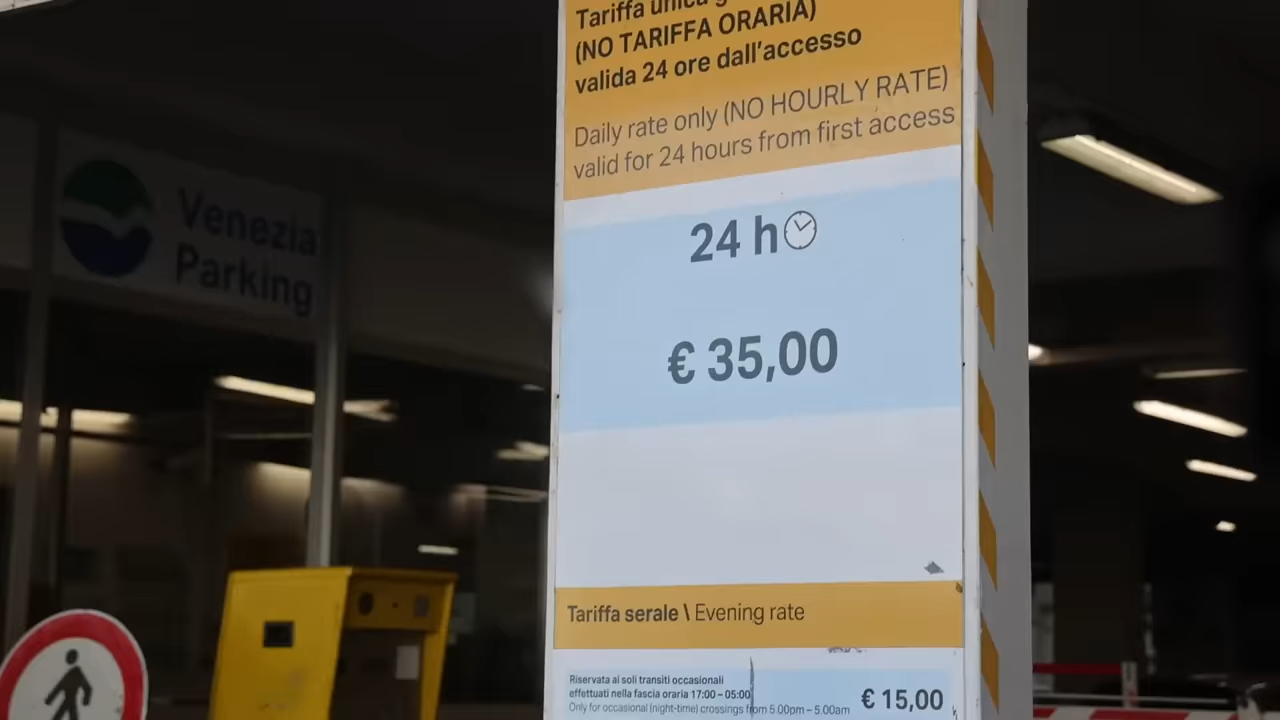 Tariffa unica
(NO TARIFFA ORARIA)
valida 24 ore dall'accesso
Daily rate only (NO HOURLY RATE)
valid for 24 hours from first access
Venezia
Parking
24 h
€ 35,00
Tariffa serale \ Evening rate
Riservata ai soli transiti occasionali
effettuati nella fascia oraria 17:00 – 05:00
Only for occasional (night-time) crossings from 5.00pm – 5.00am
€ 15,00